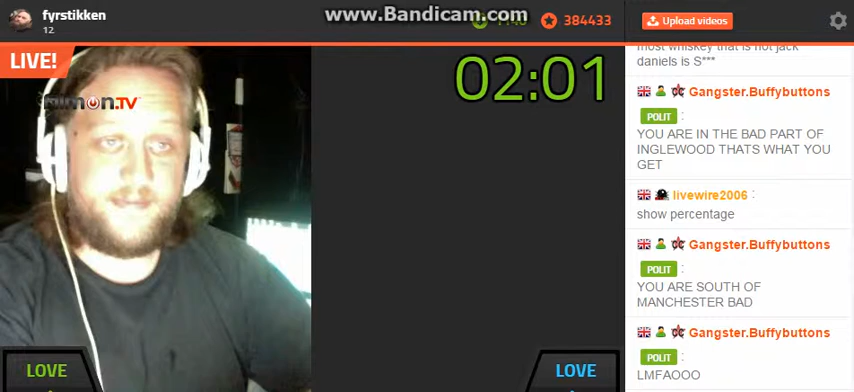 fyrstikken
12
www.Bandicam.com
384433
Upload videos
LIVE!
FILMON.TV
02:01
most whiskey that is not jack
daniels is S***
Gangster.Buffybuttons
POLIT :
YOU ARE IN THE BAD PART OF
INGLEWOOD THATS WHAT YOU
GET
livewire2006 :
show percentage
Gangster.Buffybuttons
POLIT :
YOU ARE SOUTH OF
MANCHESTER BAD
Gangster.Buffybuttons
POLIT :
LMFAOOO
LOVE
LOVE